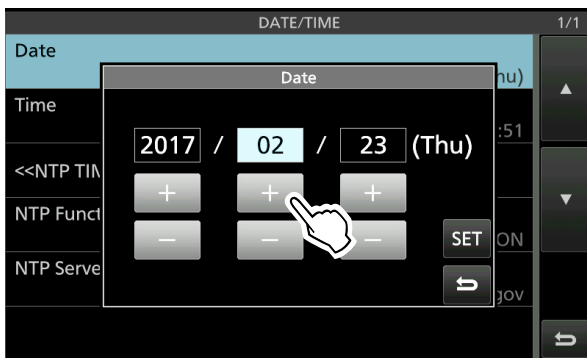 DATE/TIME 1/1
Date
hu)
Date
Time
:51
2017 / 02 / 23 (Thu)
<<NTP TIM
+ + +
NTP Funct
ON
- - -
SET
NTP Serve
gov